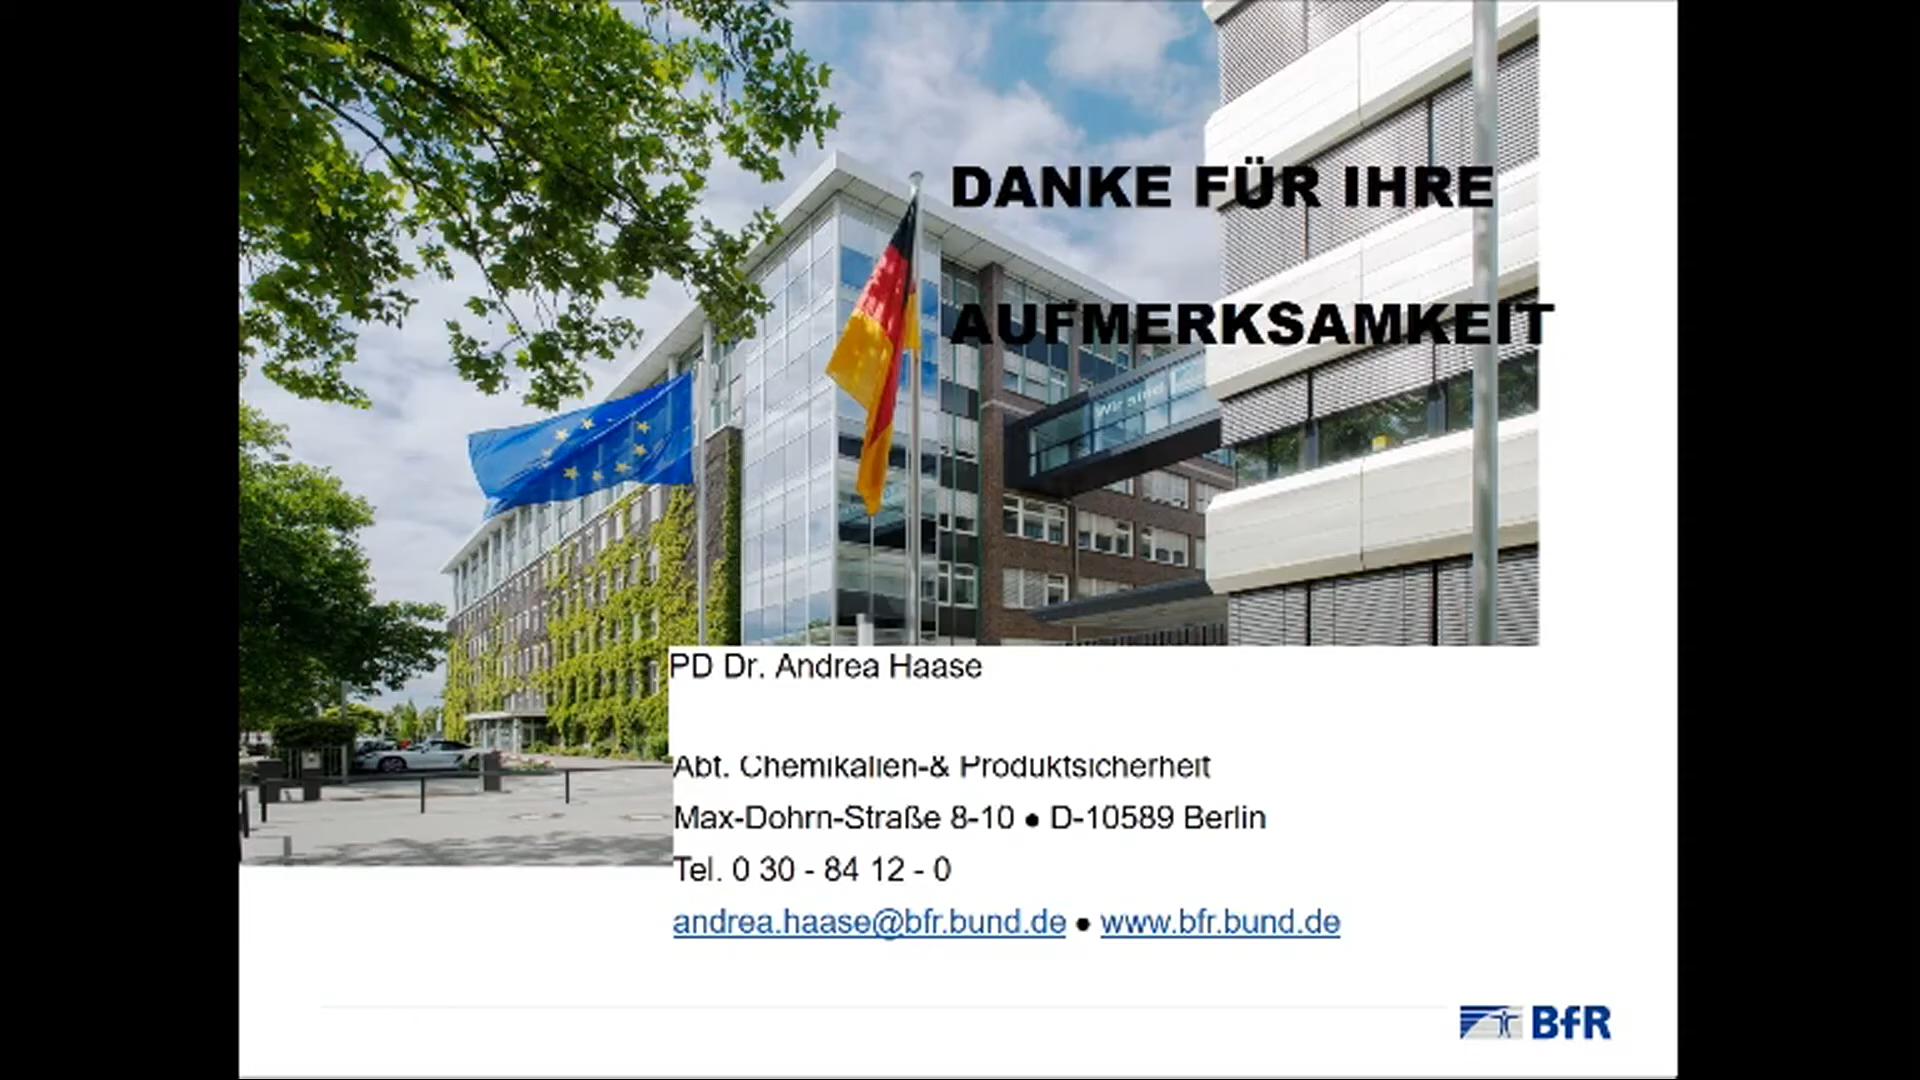 DANKE FÜR IHRE
AUFMERKSAMKEIT
Wir
PD Dr. Andrea Haase
Abt. Chemikalien-& Produktsicherheit
Max-Dohrn-Straße 8-10 ● D-10589 Berlin
Tel. 0 30 - 84 12 - 0
andrea.haase@bfr.bund.de ● www.bfr.bund.de
BfR